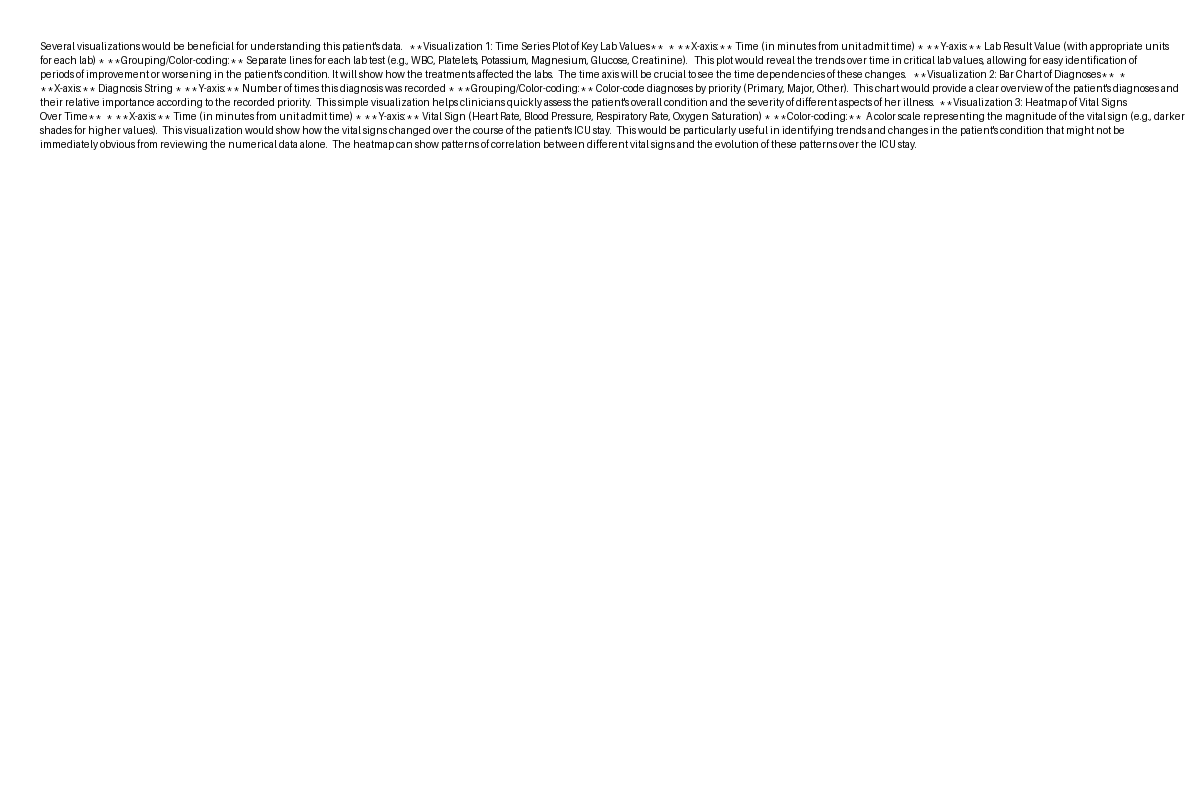 Several visualizations would be beneficial for understanding this patient's data.   **Visualization 1: Time Series Plot of Key Lab Values**  * **X-axis:** Time (in minutes from unit admit time) * **Y-axis:** Lab Result Value (with appropriate units
for each lab) * **Grouping/Color-coding:** Separate lines for each lab test (e.g., WBC, Platelets, Potassium, Magnesium, Glucose, Creatinine).  This plot would reveal the trends over time in critical lab values, allowing for easy identification of
periods of improvement or worsening in the patient's condition. It will show how the treatments affected the labs.  The time axis will be crucial to see the time dependencies of these changes.   **Visualization 2: Bar Chart of Diagnoses**  *
**X-axis:** Diagnosis String * **Y-axis:** Number of times this diagnosis was recorded * **Grouping/Color-coding:** Color-code diagnoses by priority (Primary, Major, Other).  This chart would provide a clear overview of the patient's diagnoses and
their relative importance according to the recorded priority.  This simple visualization helps clinicians quickly assess the patient's overall condition and the severity of different aspects of her illness.  **Visualization 3: Heatmap of Vital Signs
Over Time**  * **X-axis:** Time (in minutes from unit admit time) * **Y-axis:** Vital Sign (Heart Rate, Blood Pressure, Respiratory Rate, Oxygen Saturation) * **Color-coding:**  A color scale representing the magnitude of the vital sign (e.g., darker
shades for higher values).  This visualization would show how the vital signs changed over the course of the patient's ICU stay.  This would be particularly useful in identifying trends and changes in the patient's condition that might not be
immediately obvious from reviewing the numerical data alone.  The heatmap can show patterns of correlation between different vital signs and the evolution of these patterns over the ICU stay.